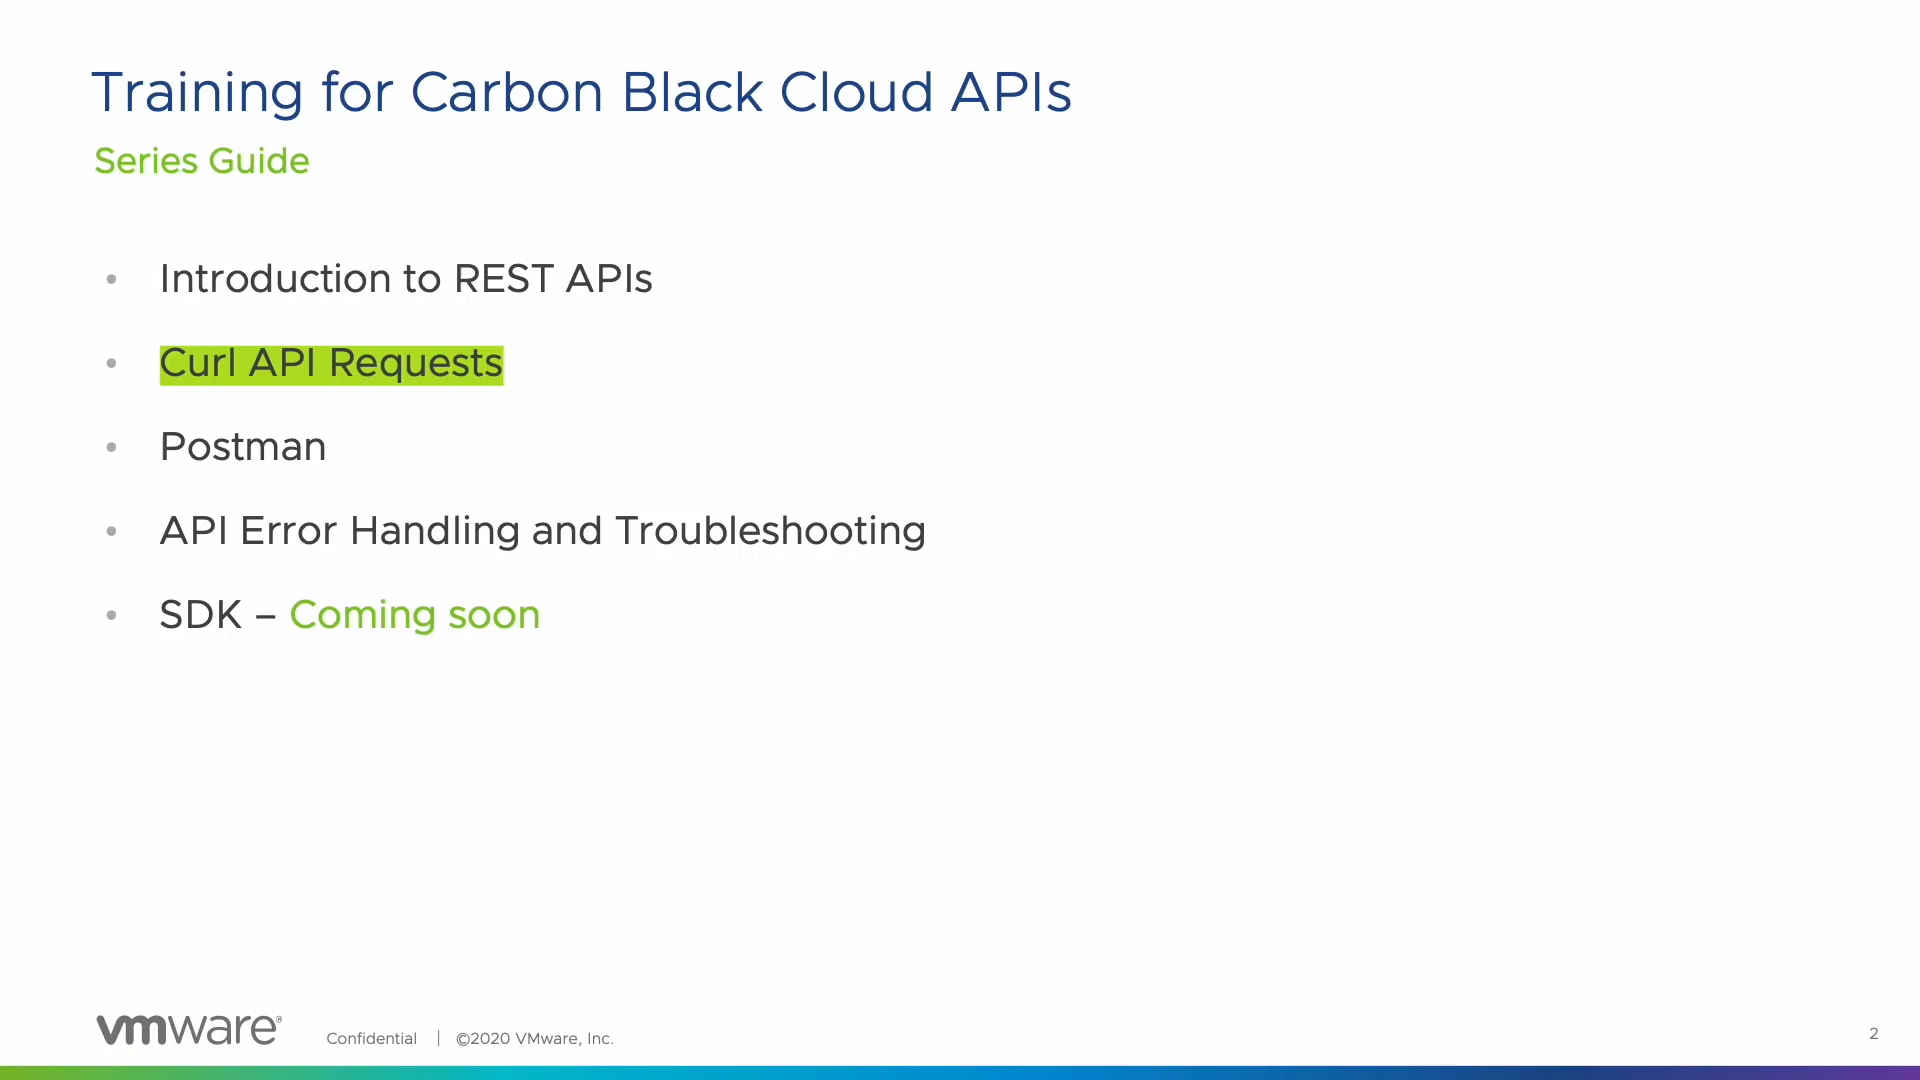 Training for Carbon Black Cloud APIs
Series Guide
• Introduction to REST APIs
• Curl API Requests
• Postman
• API Error Handling and Troubleshooting
• SDK – Coming soon
vmware® Confidential | ©2020 VMware, Inc. 2